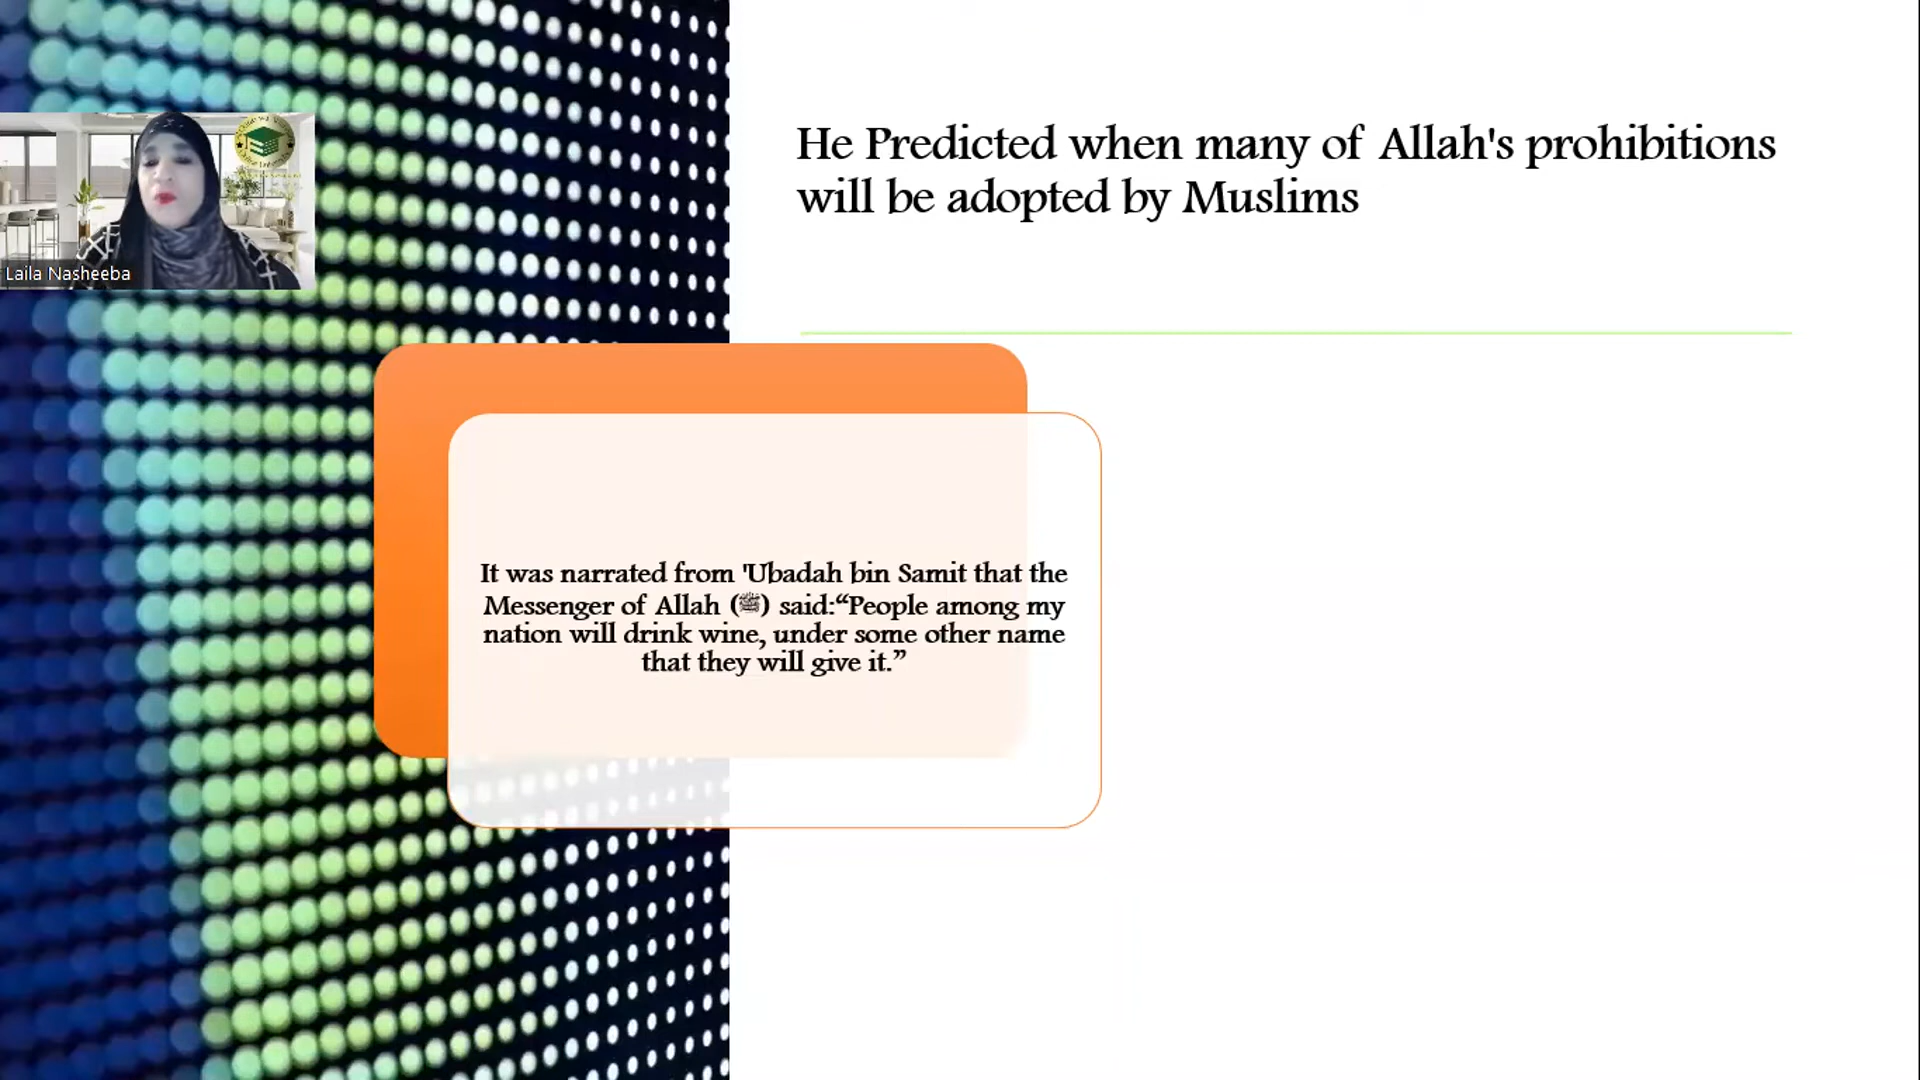 He Predicted when many of Allah's prohibitions
will be adopted by Muslims
Laila Nasheeba
It was narrated from 'Ubadah bin Samit that the
Messenger of Allah (ﷺ) said:“People among my
nation will drink wine, under some other name
that they will give it.”